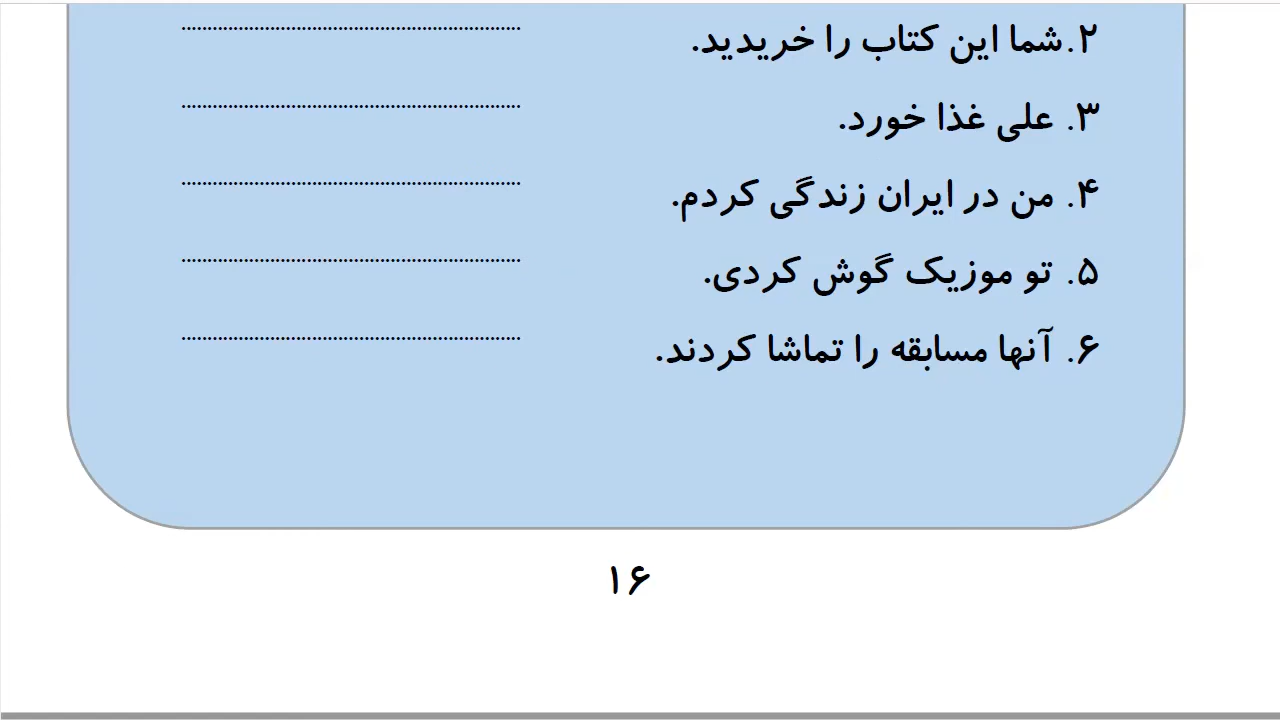 ۲.شما این کتاب را خریدید. ............................................................
۳. علی غذا خورد. ............................................................
۴. من در ایران زندگی کردم. ............................................................
۵. تو موزیک گوش کردی. ............................................................
۶. آنها مسابقه را تماشا کردند. ............................................................
۱۶